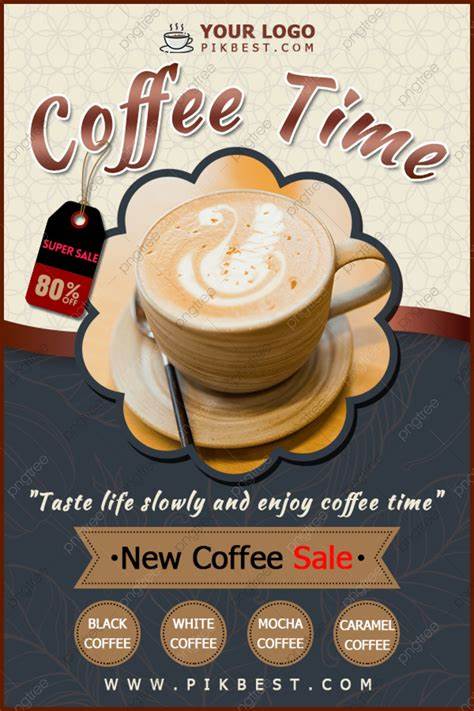 YOUR LOGO
PIKBEST.COM
Coffee Time
SUPER SALE
80% OFF
"Taste life slowly and enjoy coffee time"
•New Coffee Sale•
BLACK COFFEE
WHITE COFFEE
MOCHA COFFEE
CARAMEL COFFEE
WWW.PIKBEST.COM
pngtree